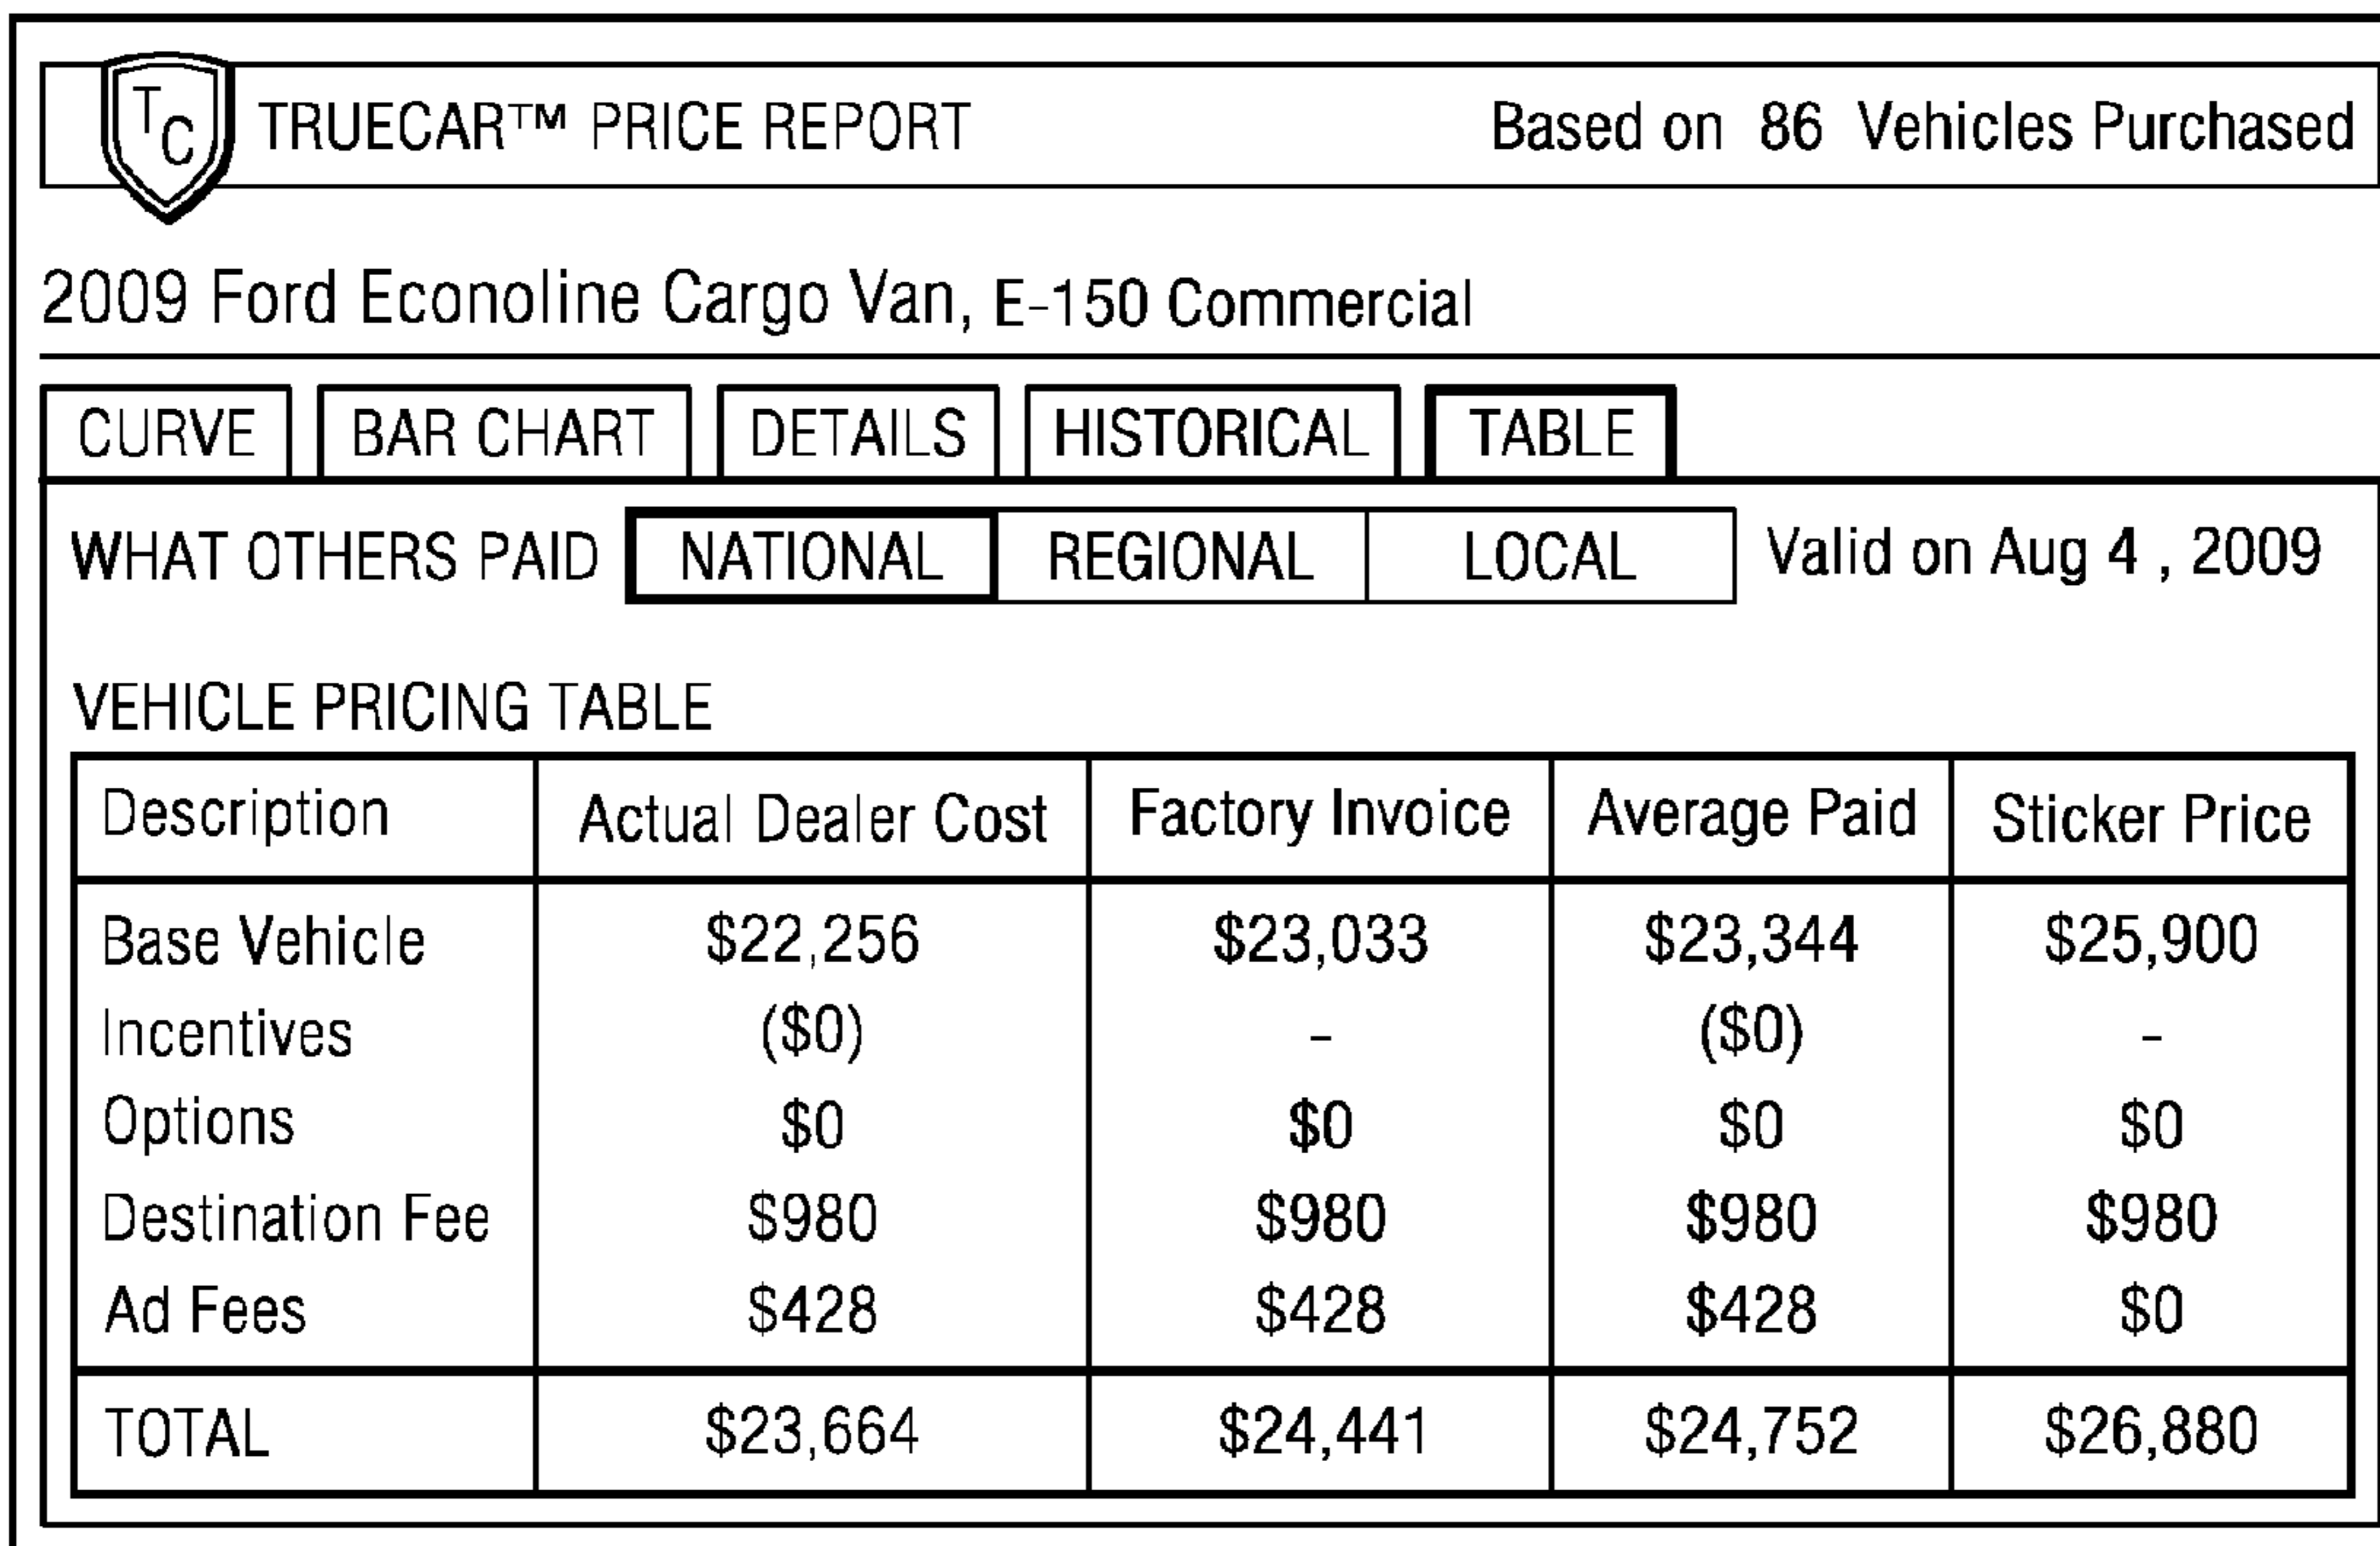 TC TRUECAR™ PRICE REPORT Based on 86 Vehicles Purchased
2009 Ford Econoline Cargo Van, E-150 Commercial
CURVE BAR CHART DETAILS HISTORICAL TABLE
WHAT OTHERS PAID NATIONAL REGIONAL LOCAL Valid on Aug 4 , 2009
VEHICLE PRICING TABLE
Description Actual Dealer Cost Factory Invoice Average Paid Sticker Price
Base Vehicle $22,256 $23,033 $23,344 $25,900
Incentives ($0) - ($0) -
Options $0 $0 $0 $0
Destination Fee $980 $980 $980 $980
Ad Fees $428 $428 $428 $0
TOTAL $23,664 $24,441 $24,752 $26,880